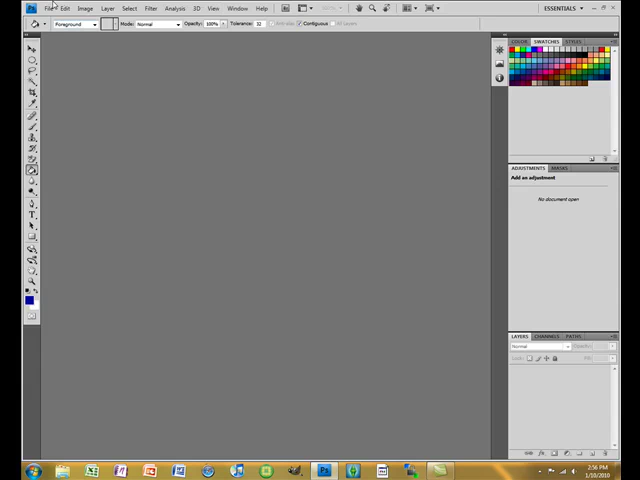 Ps File Edit Image Layer Select Filter Analysis 3D View Window Help ESSENTIALS
Foreground Mode: Normal Opacity: 100% Tolerance: 32 Anti-alias Contiguous All Layers
COLOR SWATCHES STYLES
ADJUSTMENTS MASKS
Add an adjustment
No document open
LAYERS CHANNELS PATHS
Normal Opacity:
Lock: Fill:
Ps 2:56 PM
1/10/2010